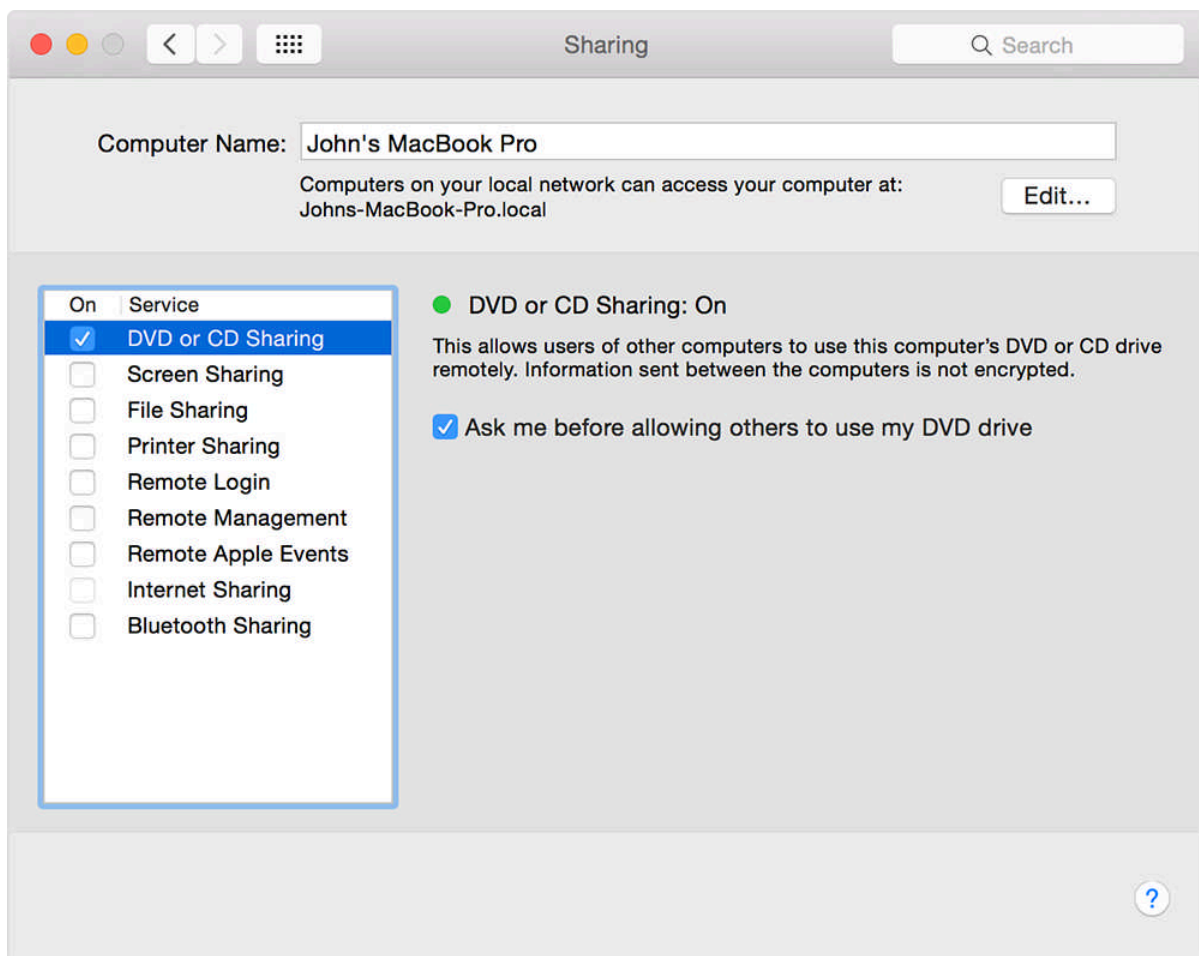 Sharing
Search
Computer Name: John's MacBook Pro
Computers on your local network can access your computer at:
Johns-MacBook-Pro.local
Edit...
On Service
DVD or CD Sharing
Screen Sharing
File Sharing
Printer Sharing
Remote Login
Remote Management
Remote Apple Events
Internet Sharing
Bluetooth Sharing
DVD or CD Sharing: On
This allows users of other computers to use this computer’s DVD or CD drive
remotely. Information sent between the computers is not encrypted.
Ask me before allowing others to use my DVD drive
?